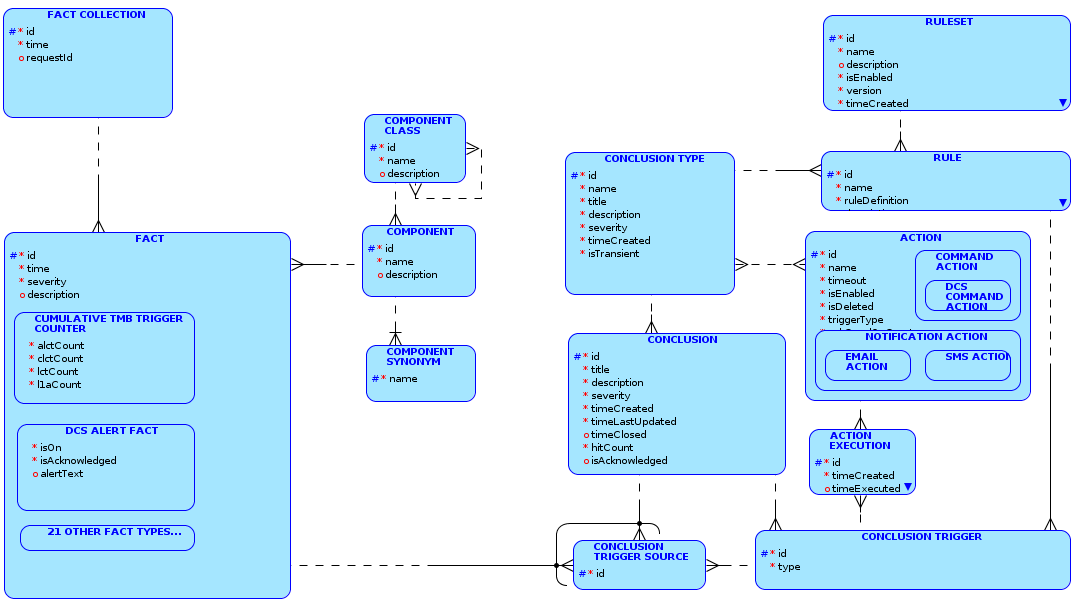 FACT COLLECTION
#* id
* time
o requestId
RULESET
#* id
* name
o description
* isEnabled
* version
* timeCreated
COMPONENT
CLASS
#* id
* name
o description
CONCLUSION TYPE
#* id
* name
* title
* description
* severity
* timeCreated
* isTransient
RULE
#* id
* name
* ruleDefinition
FACT
#* id
* time
* severity
o description
CUMULATIVE TMB TRIGGER
COUNTER
* alctCount
* clctCount
* lctCount
* l1aCount
DCS ALERT FACT
* isOn
* isAcknowledged
o alertText
21 OTHER FACT TYPES...
COMPONENT
#* id
* name
o description
COMPONENT
SYNONYM
#* name
ACTION
#* id
* name
* timeout
* isEnabled
* isDeleted
* triggerType
COMMAND
ACTION
DCS
COMMAND
ACTION
NOTIFICATION ACTION
EMAIL
ACTION
SMS ACTION
CONCLUSION
#* id
* title
* description
* severity
* timeCreated
* timeLastUpdated
o timeClosed
* hitCount
o isAcknowledged
ACTION
EXECUTION
#* id
* timeCreated
o timeExecuted
CONCLUSION
TRIGGER SOURCE
#* id
CONCLUSION TRIGGER
#* id
* type